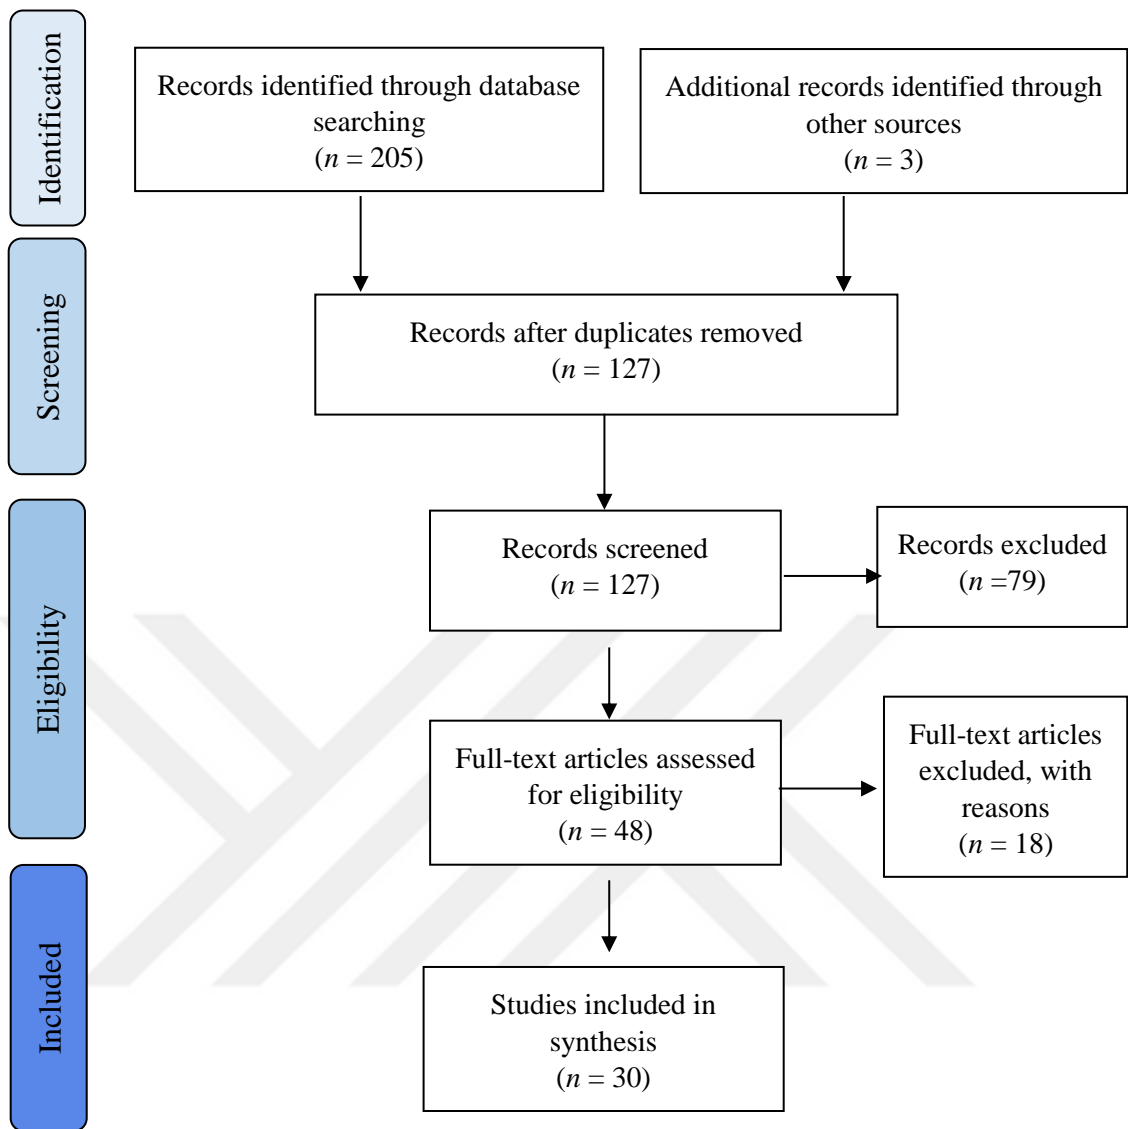 Identification
Records identified through database
searching
(n = 205)
Additional records identified through
other sources
(n = 3)
Screening
Records after duplicates removed
(n = 127)
Eligibility
Records screened
(n = 127)
Records excluded
(n =79)
Full-text articles assessed
for eligibility
(n = 48)
Full-text articles
excluded, with
reasons
(n = 18)
Included
Studies included in
synthesis
(n = 30)